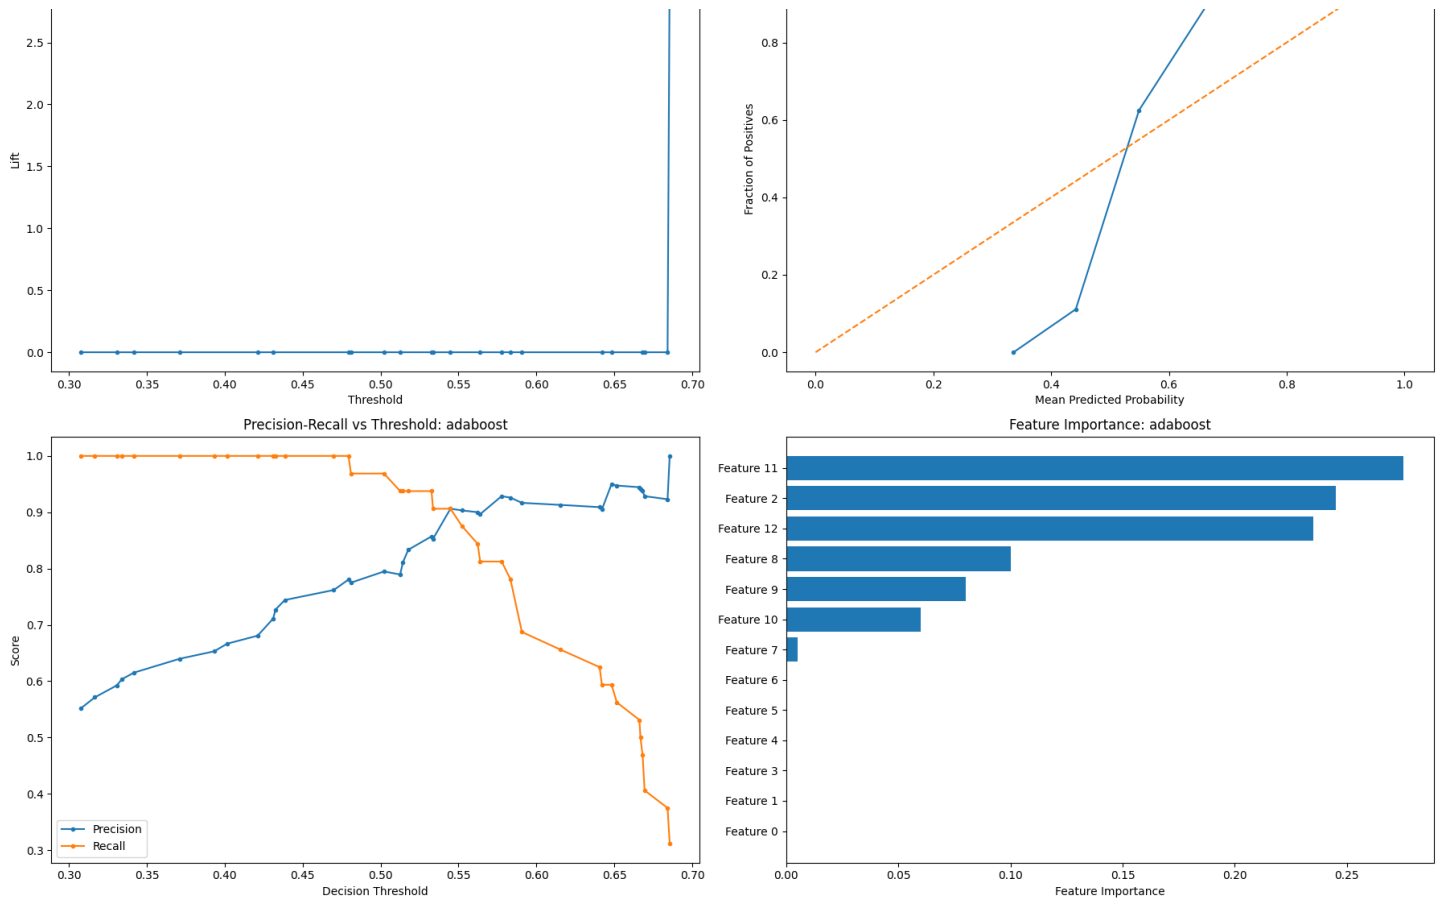 2.5
2.0
1.5
1.0
0.5
0.0
Lift
0.30 0.35 0.40 0.45 0.50 0.55 0.60 0.65 0.70
Threshold
0.8
0.6
0.4
0.2
0.0
Fraction of Positives
0.0 0.2 0.4 0.6 0.8 1.0
Mean Predicted Probability
Precision-Recall vs Threshold: adaboost
1.0
0.9
0.8
0.7
0.6
0.5
0.4
0.3
Score
Precision
Recall
0.30 0.35 0.40 0.45 0.50 0.55 0.60 0.65 0.70
Decision Threshold
Feature Importance: adaboost
Feature 11
Feature 2
Feature 12
Feature 8
Feature 9
Feature 10
Feature 7
Feature 6
Feature 5
Feature 4
Feature 3
Feature 1
Feature 0
0.00 0.05 0.10 0.15 0.20 0.25
Feature Importance